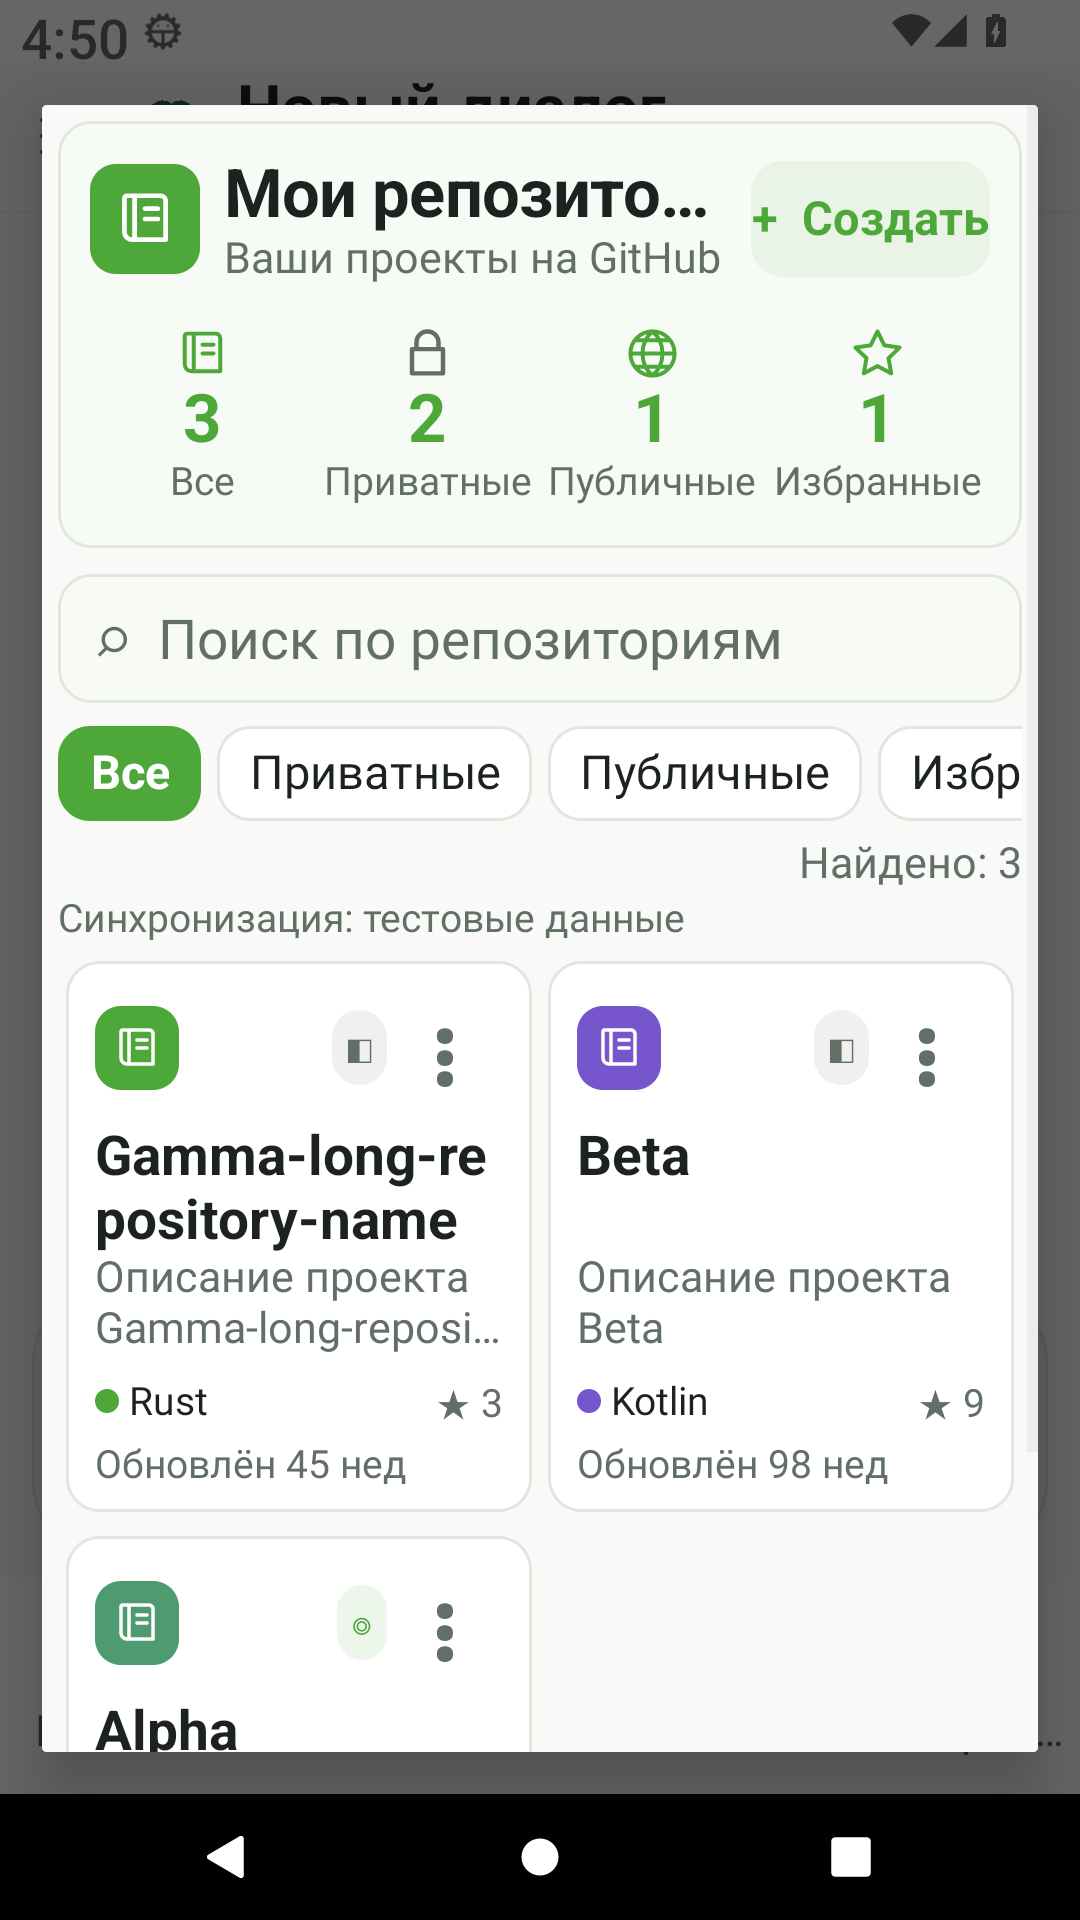 4:50
Новый диалог
Мои репозито...
Ваши проекты на GitHub
+ Создать
3
Все
2
Приватные
1
Публичные
1
Избранные
Поиск по репозиториям
Все
Приватные
Публичные
Избр
Найдено: 3
Синхронизация: тестовые данные
Gamma-long-re
pository-name
Описание проекта
Gamma-long-reposi...
Rust
★ 3
Обновлён 45 нед
Beta
Описание проекта
Beta
Kotlin
★ 9
Обновлён 98 нед
Alpha